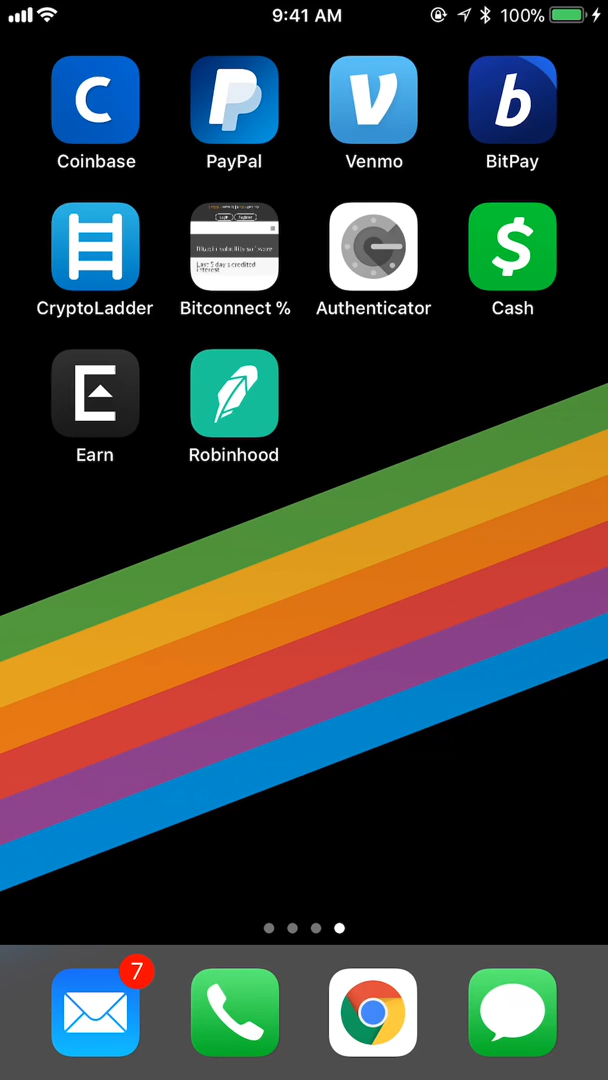 9:41 AM
100%
Coinbase
PayPal
Venmo
BitPay
CryptoLadder
Bitconnect %
Authenticator
Cash
Earn
Robinhood
7